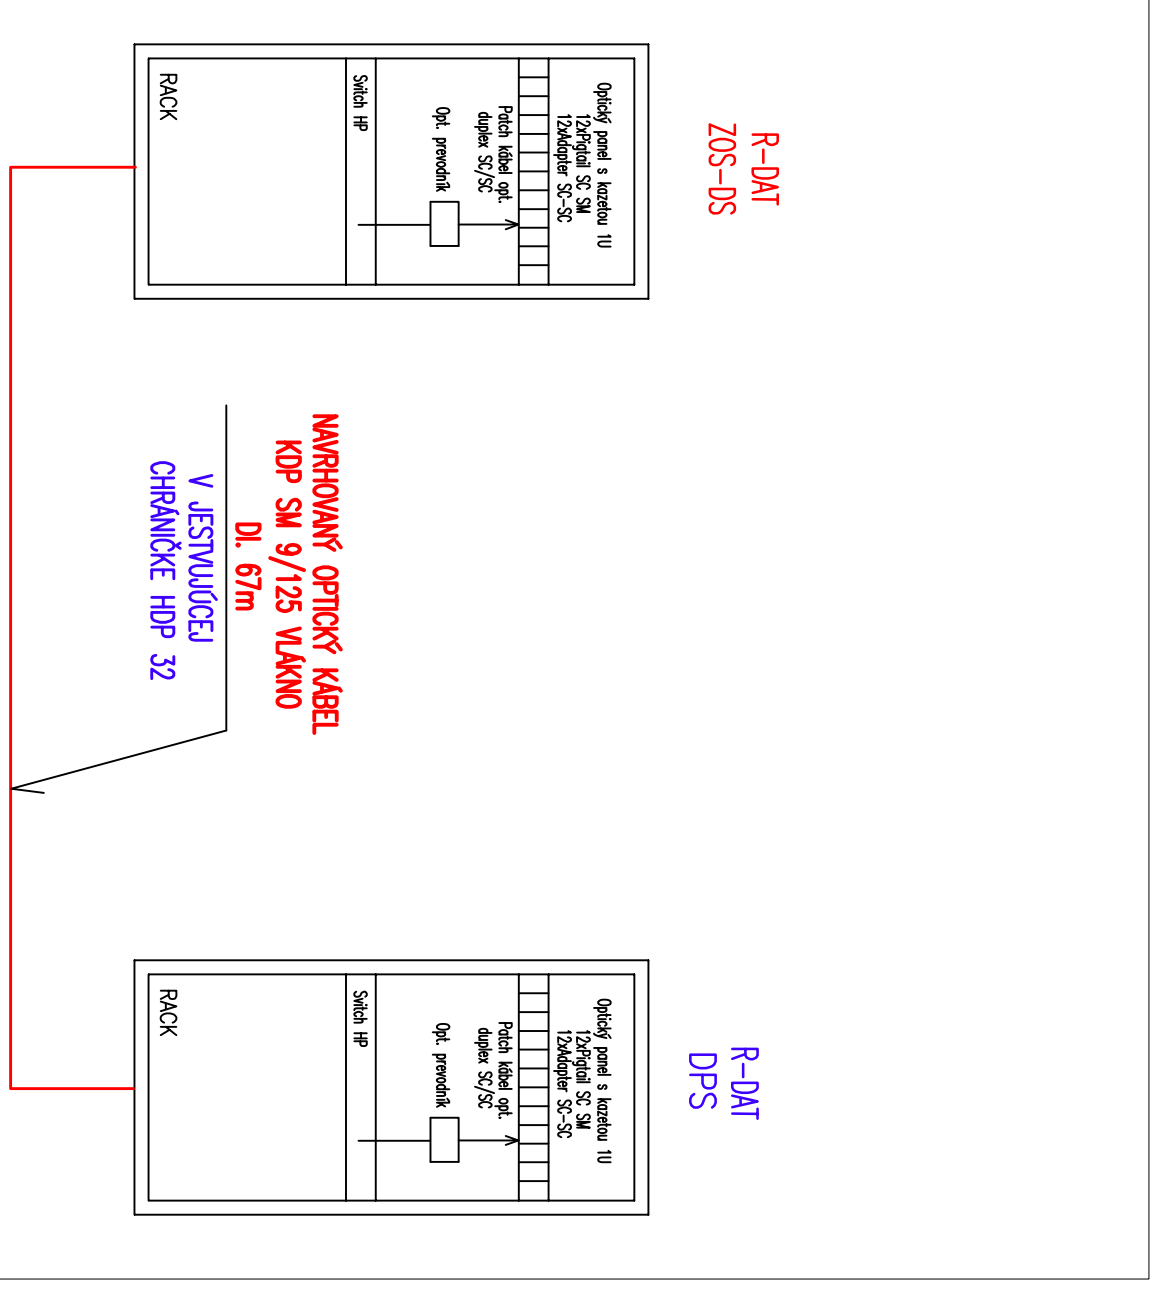 R-DAT
ZOS-DS
Optický panel s kazetou 1U
12xPigtail SC SM
12xAdapter SC-SC
Patch kábel opt.
duplex SC/SC
Opt. prevodník
Switch HP
RACK
NAVRHOVANÝ OPTICKÝ KÁBEL
KDP SM 9/125 VLÁKNO
Dl. 67m
V JESTVUJÚCEJ
CHRÁNIČKE HDP 32
R-DAT
DPS
Optický panel s kazetou 1U
12xPigtail SC SM
12xAdapter SC-SC
Patch kábel opt.
duplex SC/SC
Opt. prevodník
Switch HP
RACK